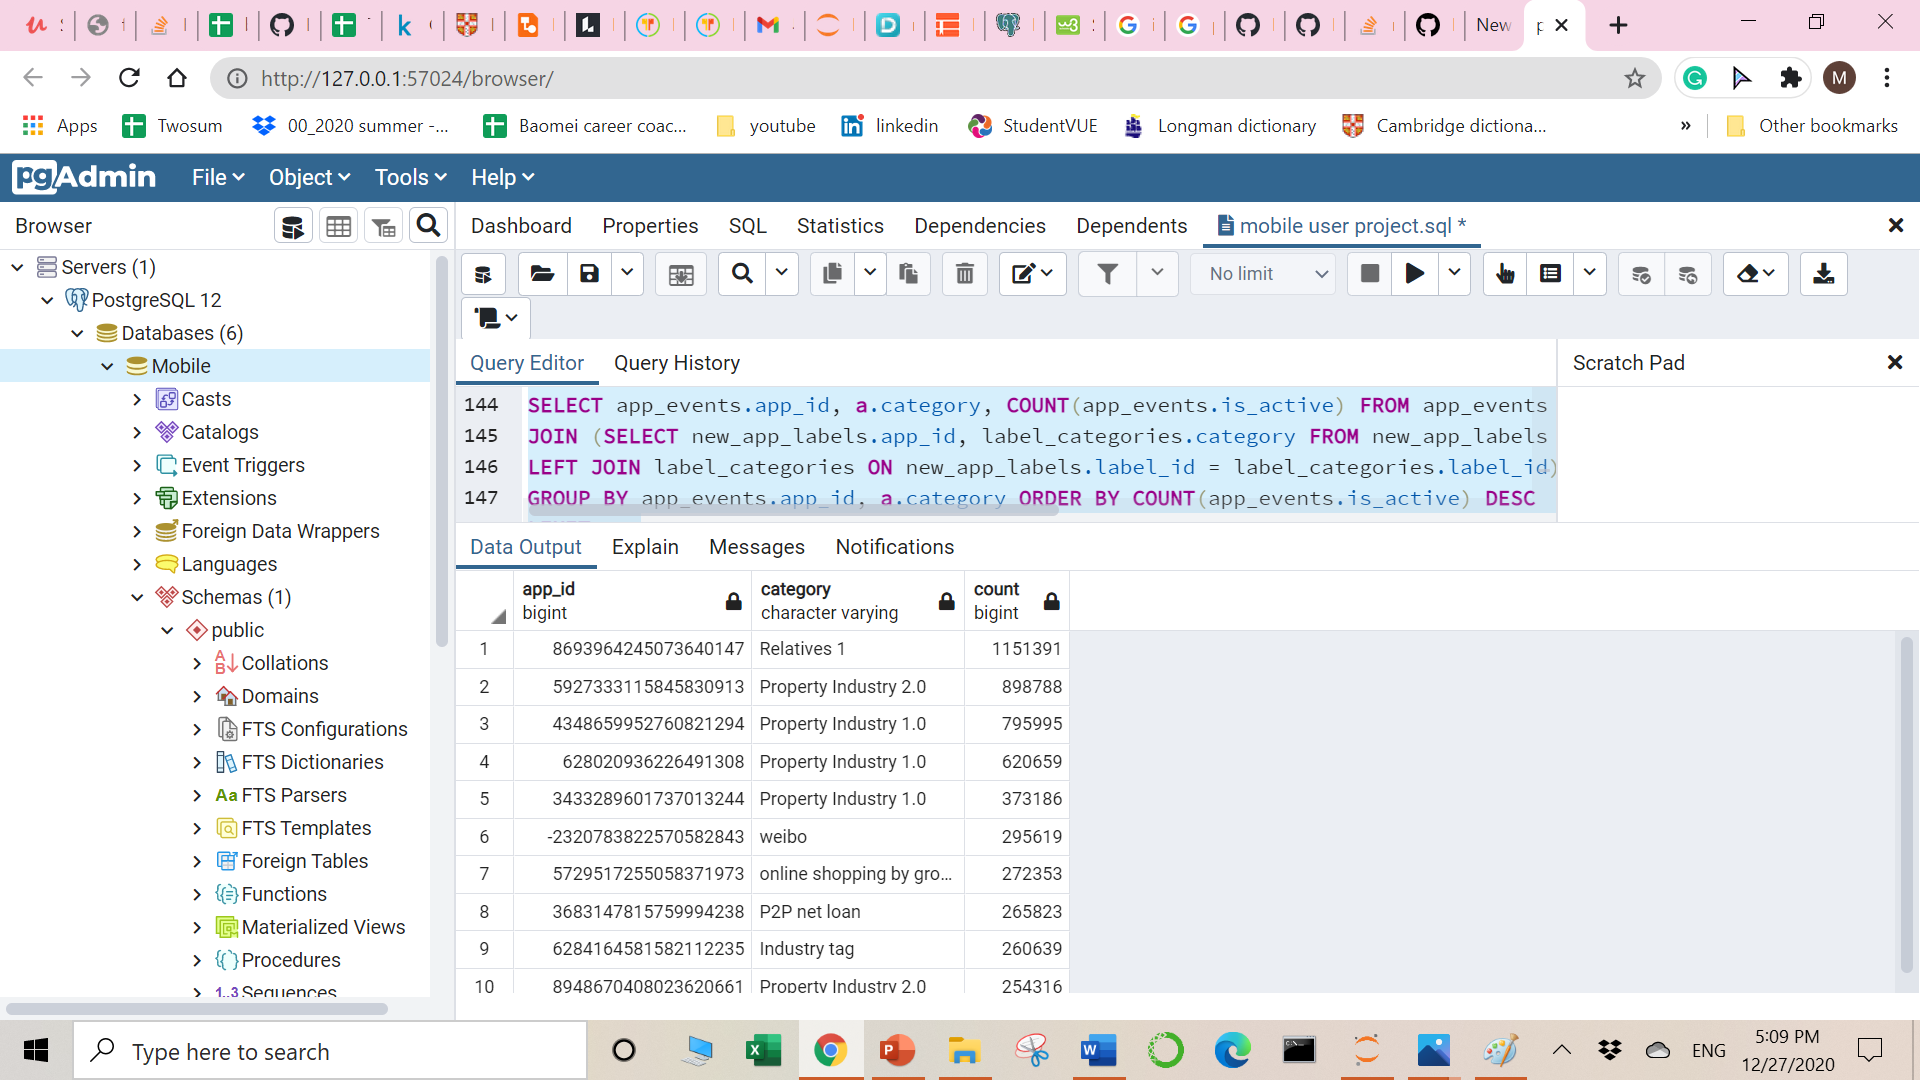 New
http://127.0.0.1:57024/browser/
M
Apps
Twosum
00_2020 summer -...
Baomei career coac...
youtube
linkedin
StudentVUE
Longman dictionary
Cambridge dictiona...
»
Other bookmarks
pgAdmin
File
Object
Tools
Help
Browser
Dashboard
Properties
SQL
Statistics
Dependencies
Dependents
mobile user project.sql *
Servers (1)
PostgreSQL 12
Databases (6)
Mobile
Casts
Catalogs
Event Triggers
Extensions
Foreign Data Wrappers
Languages
Schemas (1)
public
Collations
Domains
FTS Configurations
FTS Dictionaries
FTS Parsers
FTS Templates
Foreign Tables
Functions
Materialized Views
Procedures
Sequences
No limit
Query Editor
Query History
Scratch Pad
144 SELECT app_events.app_id, a.category, COUNT(app_events.is_active) FROM app_events
145 JOIN (SELECT new_app_labels.app_id, label_categories.category FROM new_app_labels
146 LEFT JOIN label_categories ON new_app_labels.label_id = label_categories.label_id)
147 GROUP BY app_events.app_id, a.category ORDER BY COUNT(app_events.is_active) DESC
Data Output
Explain
Messages
Notifications
app_id bigint
category character varying
count bigint
1 8693964245073640147 Relatives 1 1151391
2 5927333115845830913 Property Industry 2.0 898788
3 4348659952760821294 Property Industry 1.0 795995
4 628020936226491308 Property Industry 1.0 620659
5 3433289601737013244 Property Industry 1.0 373186
6 -2320783822570582843 weibo 295619
7 5729517255058371973 online shopping by gro... 272353
8 3683147815759994238 P2P net loan 265823
9 6284164581582112235 Industry tag 260639
10 8948670408023620661 Property Industry 2.0 254316
Type here to search
ENG
5:09 PM
12/27/2020